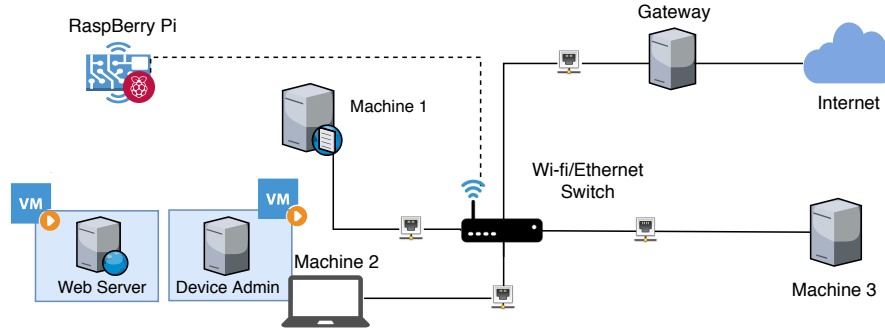 Gateway
RaspBerry Pi
Machine 1
Internet
Wi-fi/Ethernet
Switch
VM
VM
Web Server
Device Admin
Machine 2
Machine 3